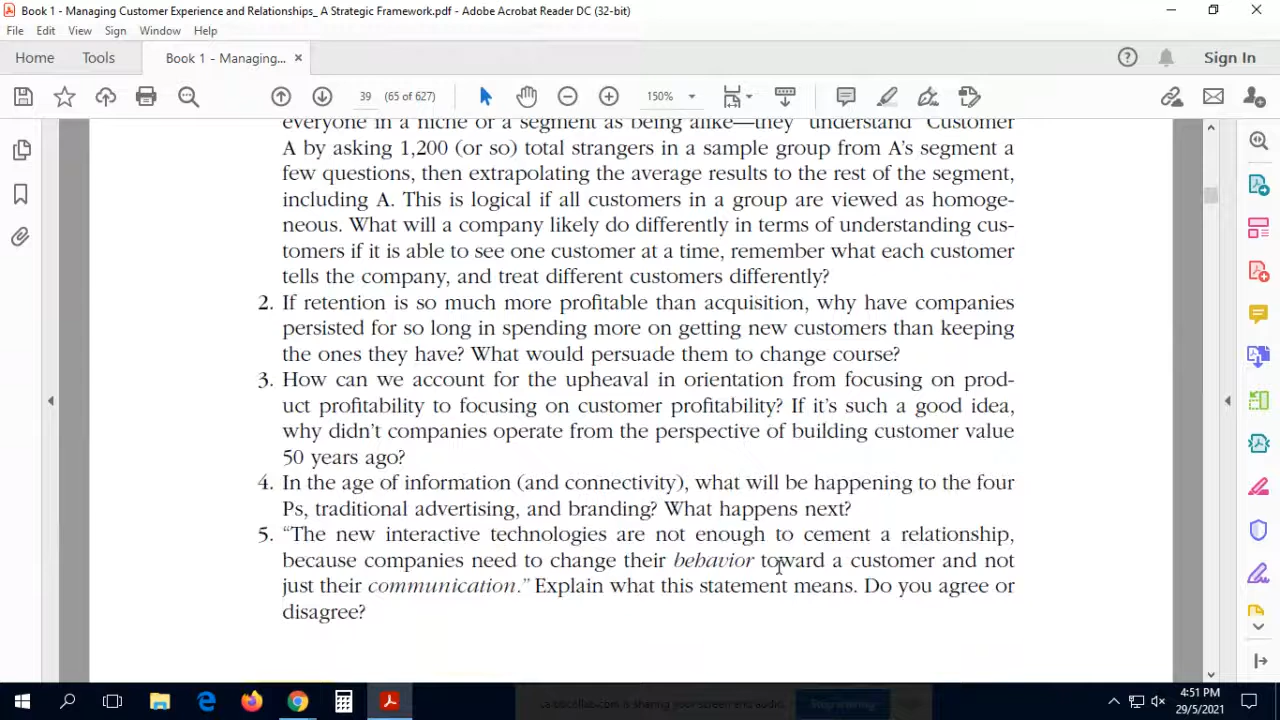 Book 1 - Managing Customer Experience and Relationships_ A Strategic Framework.pdf - Adobe Acrobat Reader DC (32-bit)
File Edit View Sign Window Help
Home Tools Book 1 - Managing... × Sign In
39 (65 of 627) 150%
everyone in a niche or a segment as being alike—they "understand" Customer
A by asking 1,200 (or so) total strangers in a sample group from A's segment a
few questions, then extrapolating the average results to the rest of the segment,
including A. This is logical if all customers in a group are viewed as homoge-
neous. What will a company likely do differently in terms of understanding cus-
tomers if it is able to see one customer at a time, remember what each customer
tells the company, and treat different customers differently?
2. If retention is so much more profitable than acquisition, why have companies
persisted for so long in spending more on getting new customers than keeping
the ones they have? What would persuade them to change course?
3. How can we account for the upheaval in orientation from focusing on prod-
uct profitability to focusing on customer profitability? If it's such a good idea,
why didn't companies operate from the perspective of building customer value
50 years ago?
4. In the age of information (and connectivity), what will be happening to the four
Ps, traditional advertising, and branding? What happens next?
5. "The new interactive technologies are not enough to cement a relationship,
because companies need to change their behavior toward a customer and not
just their communication." Explain what this statement means. Do you agree or
disagree?
is sharing your screen and audio. Stop sharing
4:51 PM
29/5/2021